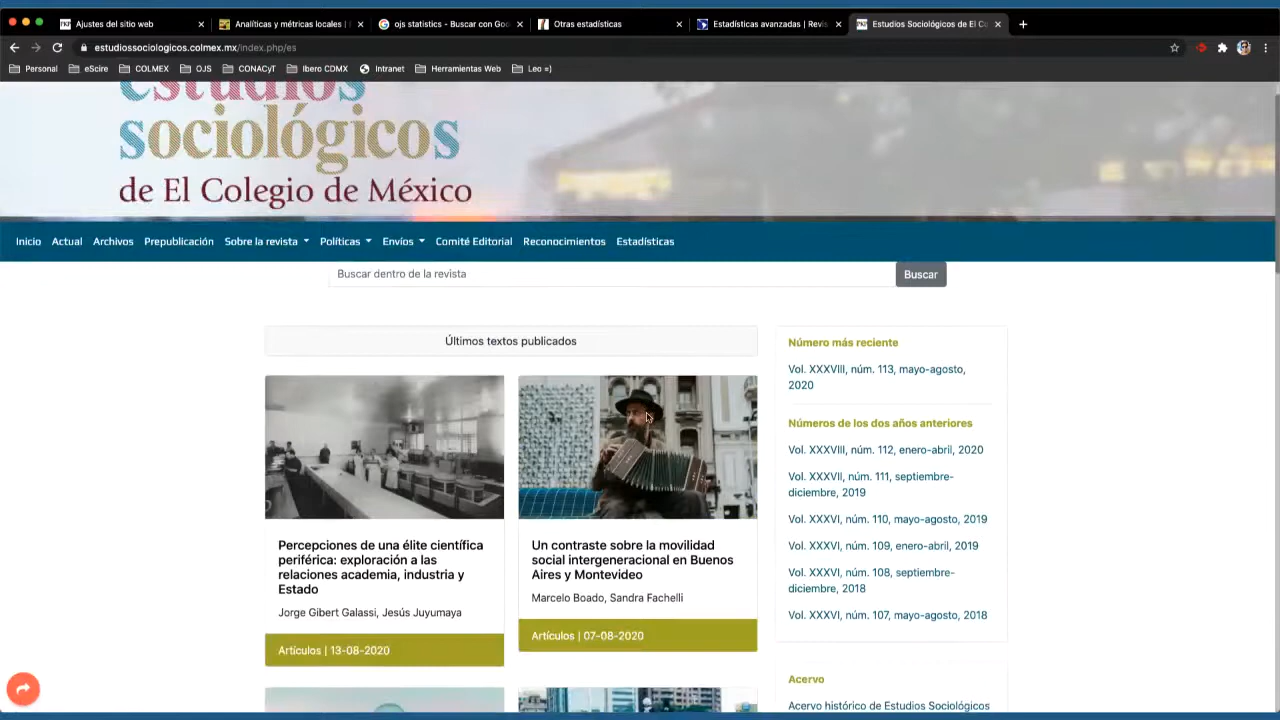 Ajustes del sitio web
Analíticas y métricas locales |
ojs statistics - Buscar con Goo
Otras estadísticas
Estadísticas avanzadas | Revis
Estudios Sociológicos de El Co
estudiossociologicos.colmex.mx/index.php/es
Personal
eScire
COLMEX
OJS
CONACyT
Ibero CDMX
Intranet
Herramientas Web
Leo =)
estudios
sociológicos
de El Colegio de México
Inicio
Actual
Archivos
Prepublicación
Sobre la revista
Políticas
Envíos
Comité Editorial
Reconocimientos
Estadísticas
Buscar dentro de la revista
Buscar
Últimos textos publicados
Percepciones de una élite científica
periférica: exploración a las
relaciones academia, industria y
Estado
Jorge Gibert Galassi, Jesús Juyumaya
Artículos | 13-08-2020
Un contraste sobre la movilidad
social intergeneracional en Buenos
Aires y Montevideo
Marcelo Boado, Sandra Fachelli
Artículos | 07-08-2020
Número más reciente
Vol. XXXVIII, núm. 113, mayo-agosto,
2020
Números de los dos años anteriores
Vol. XXXVIII, núm. 112, enero-abril, 2020
Vol. XXXVII, núm. 111, septiembre-
diciembre, 2019
Vol. XXXVI, núm. 110, mayo-agosto, 2019
Vol. XXXVI, núm. 109, enero-abril, 2019
Vol. XXXVI, núm. 108, septiembre-
diciembre, 2018
Vol. XXXVI, núm. 107, mayo-agosto, 2018
Acervo
Acervo histórico de Estudios Sociológicos